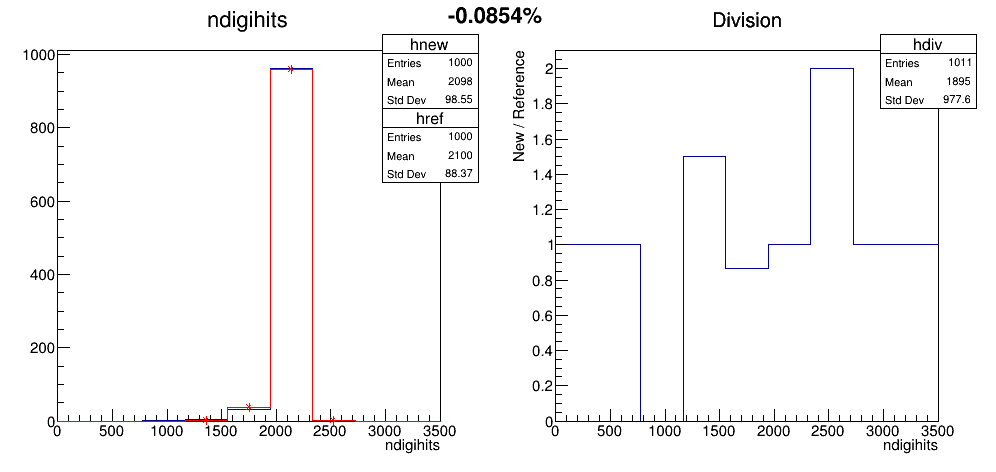 -0.0854%
ndigihits
hnew
Entries 1000
Mean 2098
Std Dev 98.55
href
Entries 1000
Mean 2100
Std Dev 88.37
1000
800
600
400
200
0
0 500 1000 1500 2000 2500 3000 3500
ndigihits
Division
hdiv
Entries 1011
Mean 1895
Std Dev 977.6
New / Reference
2
1.8
1.6
1.4
1.2
1
0.8
0.6
0.4
0.2
0
0 500 1000 1500 2000 2500 3000 3500
ndigihits